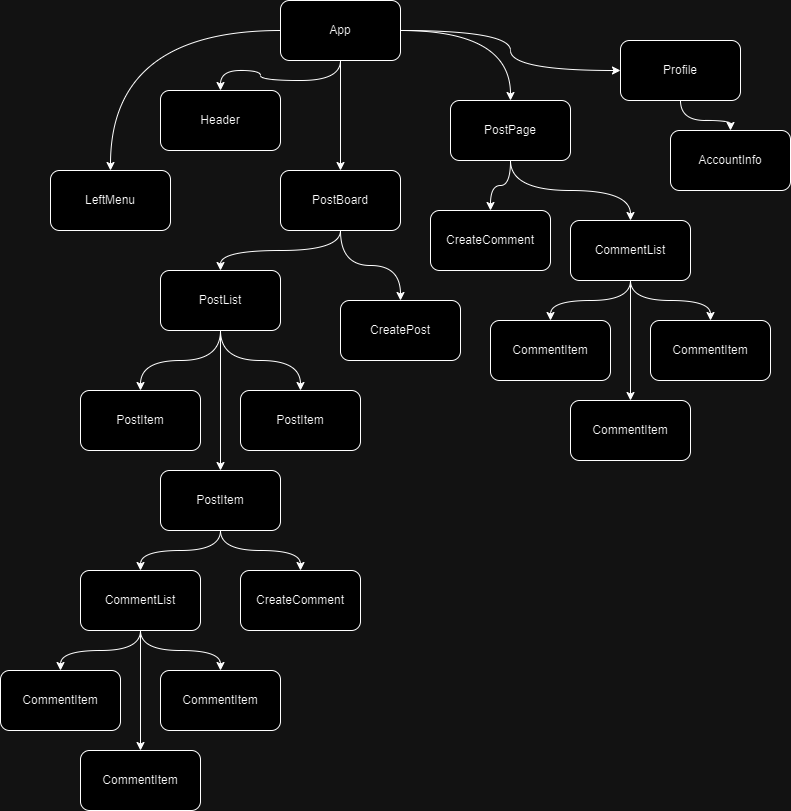 App
Profile
Header
PostPage
AccountInfo
LeftMenu
PostBoard
CreateComment
CommentList
PostList
CreatePost
CommentItem
CommentItem
PostItem
PostItem
CommentItem
PostItem
CommentList
CreateComment
CommentItem
CommentItem
CommentItem